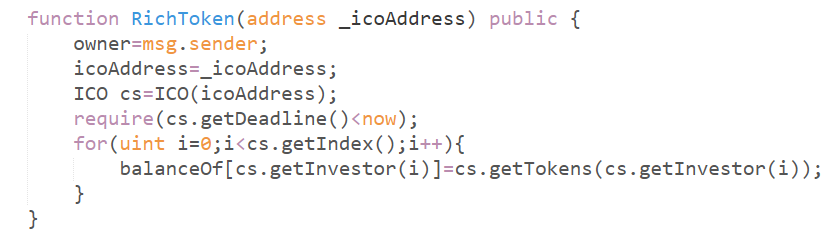 function RichToken(address _icoAddress) public {
owner=msg.sender;
icoAddress=_icoAddress;
ICO cs=ICO(icoAddress);
require(cs.getDeadline()<now);
for(uint i=0;i<cs.getIndex();i++){
balanceOf[cs.getInvestor(i)]=cs.getTokens(cs.getInvestor(i));
}
}